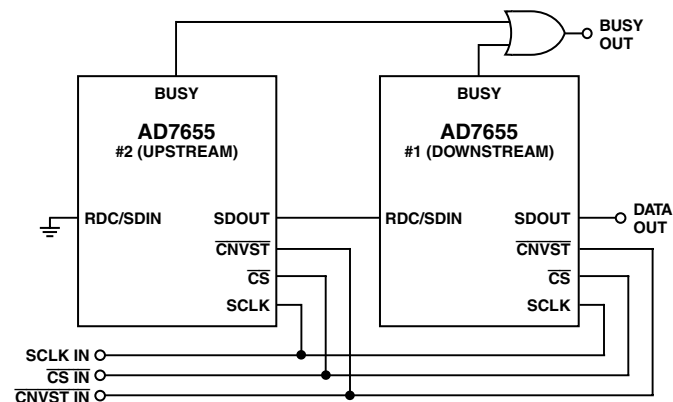 BUSY
OUT
BUSY
AD7655
#2 (UPSTREAM)
RDC/SDIN
SDOUT
CNVST
CS
SCLK
BUSY
AD7655
#1 (DOWNSTREAM)
RDC/SDIN
SDOUT
CNVST
CS
SCLK
DATA
OUT
SCLK IN
CS IN
CNVST IN